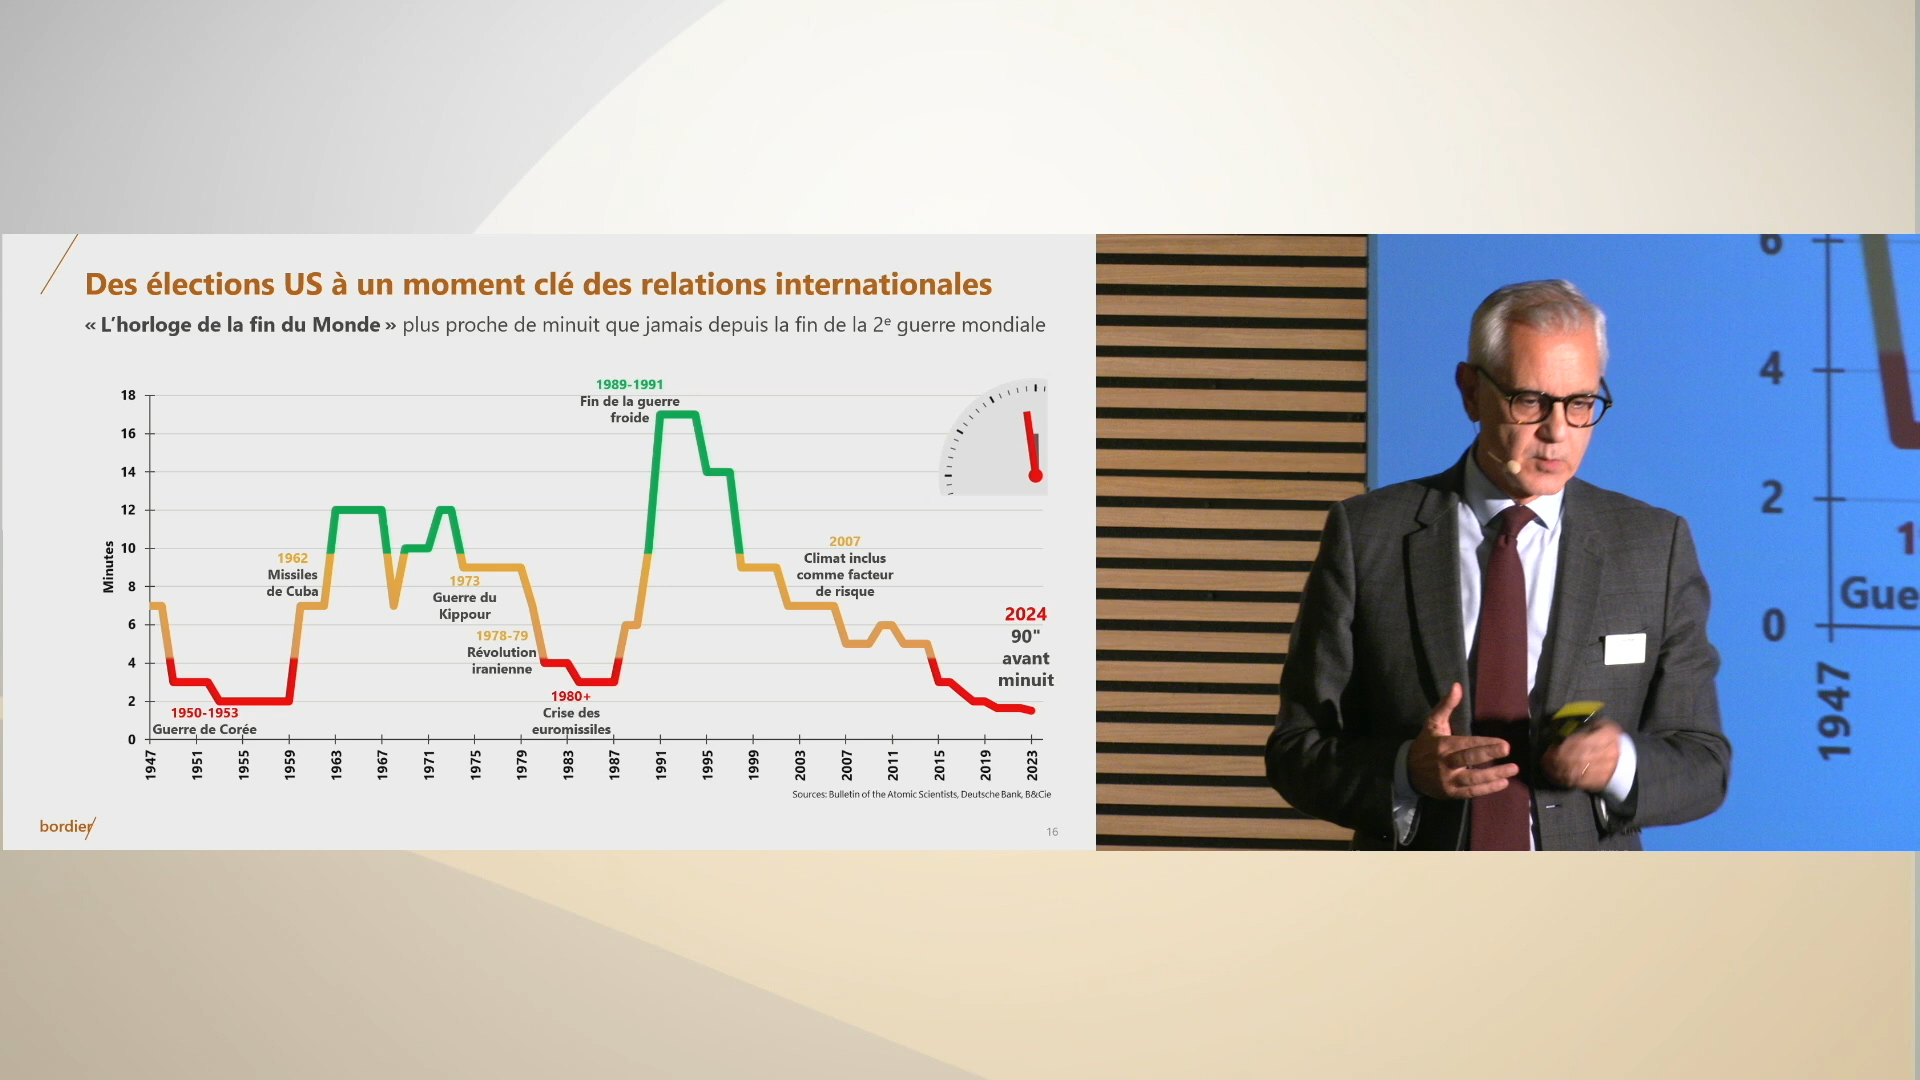 Des élections US à un moment clé des relations internationales
« L'horloge de la fin du Monde » plus proche de minuit que jamais depuis la fin de la 2e guerre mondiale
Minutes
18
16
14
12
10
8
6
4
2
0
1989-1991
Fin de la guerre
froide
1962
Missiles
de Cuba
1973
Guerre du
Kippour
1978-79
Révolution
iranienne
1950-1953
Guerre de Corée
1980+
Crise des
euromissiles
2007
Climat inclus
comme facteur
de risque
2024
90"
avant
minuit
1947
1951
1955
1959
1963
1967
1971
1975
1979
1983
1987
1991
1995
1999
2003
2007
2011
2015
2019
2023
Sources: Bulletin of the Atomic Scientists, Deutsche Bank, B&Cie
bordier
16
6
4
2
0
1
Gue
1947